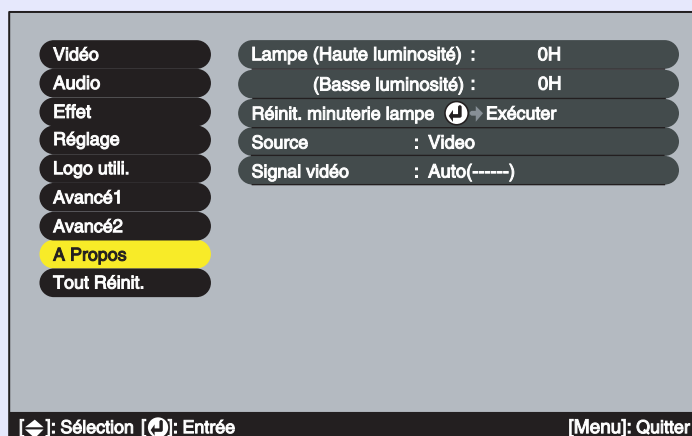 Vidéo
Audio
Effet
Réglage
Logo utili.
Avancé1
Avancé2
A Propos
Tout Réinit.
Lampe (Haute luminosité) : 0H
(Basse luminosité) : 0H
Réinit. minuterie lampe Exécuter
Source : Video
Signal vidéo : Auto(------)
[ ]: Sélection [ ]: Entrée [Menu]: Quitter